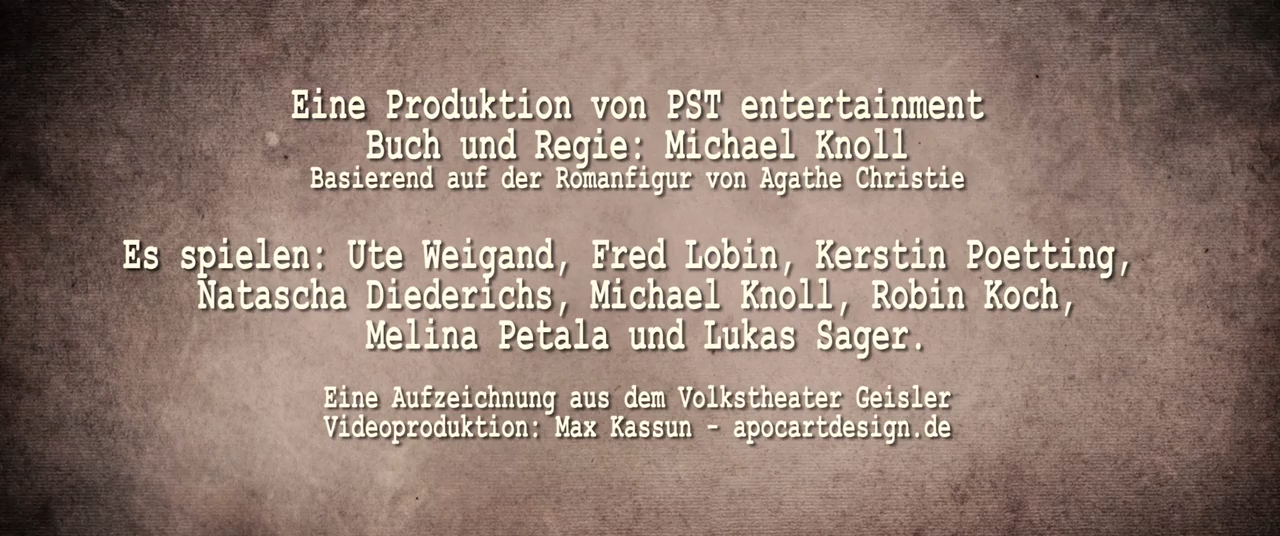 Eine Produktion von PST entertainment
Buch und Regie: Michael Knoll
Basierend auf der Romanfigur von Agathe Christie
Es spielen: Ute Weigand, Fred Lobin, Kerstin Poetting,
Natascha Diederichs, Michael Knoll, Robin Koch,
Melina Petala und Lukas Sager.
Eine Aufzeichnung aus dem Volkstheater Geisler
Videoproduktion: Max Kassun - apocartdesign.de